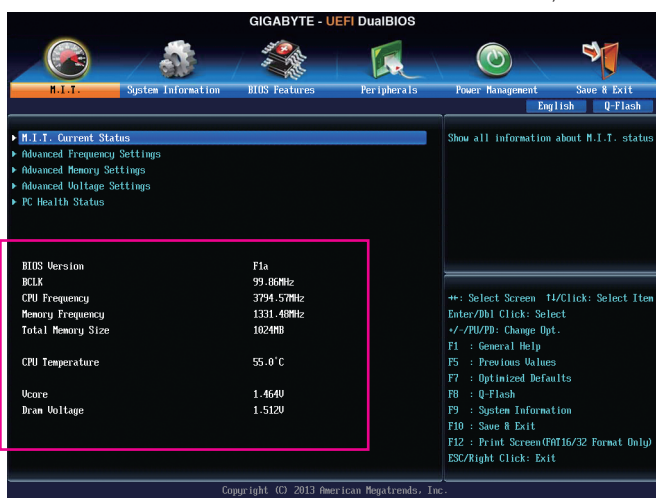 GIGABYTE - UEFI DualBIOS
M.I.T. System Information BIOS Features Peripherals Power Management Save & Exit
English Q-Flash
M.I.T. Current Status
Advanced Frequency Settings
Advanced Memory Settings
Advanced Voltage Settings
PC Health Status
Show all information about M.I.T. status
BIOS Version F1a
BCLK 99.86MHz
CPU Frequency 3794.57MHz
Memory Frequency 1331.48MHz
Total Memory Size 1024MB
CPU Temperature 55.0°C
Vcore 1.464V
Dram Voltage 1.512V
→←: Select Screen ↑↓/Click: Select Item
Enter/Dbl Click: Select
+/-/PU/PD: Change Opt.
F1 : General Help
F5 : Previous Values
F7 : Optimized Defaults
F8 : Q-Flash
F9 : System Information
F10 : Save & Exit
F12 : Print Screen(FAT16/32 Format Only)
ESC/Right Click: Exit
Copyright (C) 2013 American Megatrends, Inc.